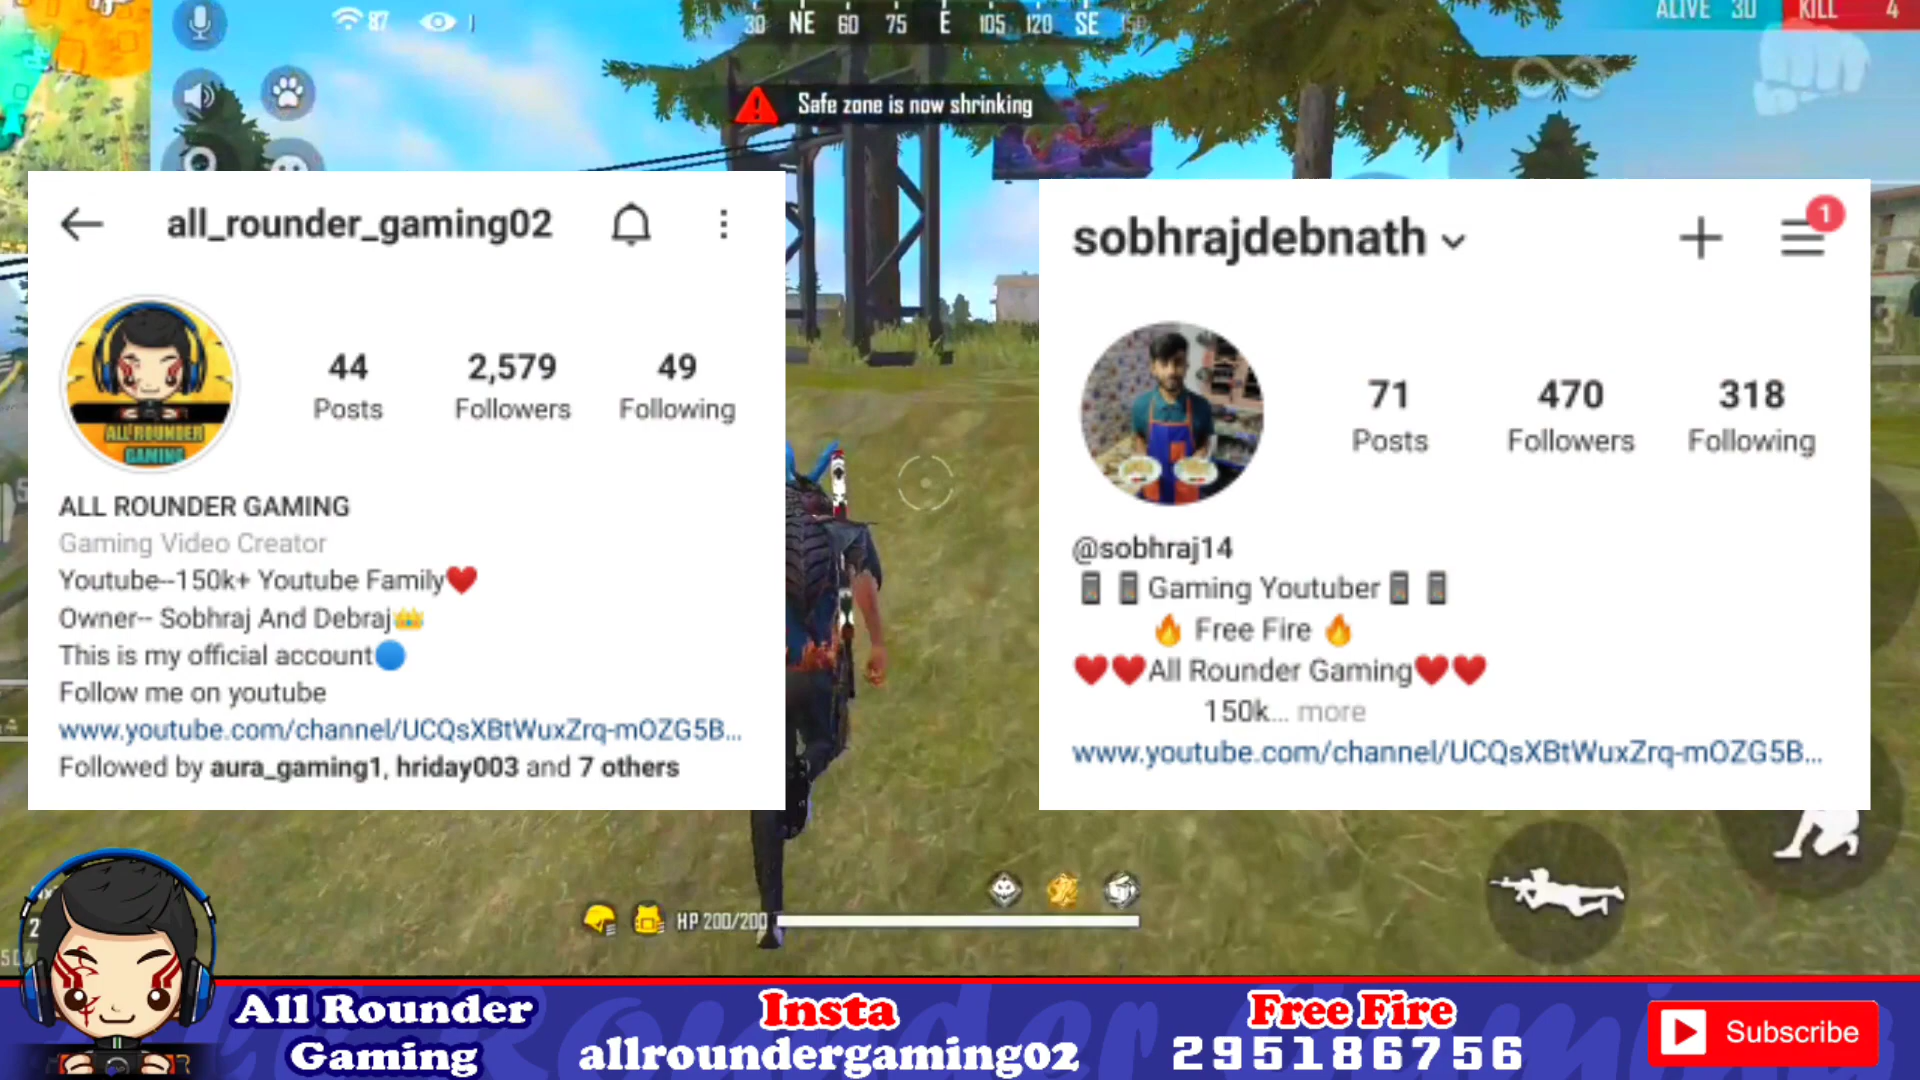 87
30 NE 60 75 E 105 120 SE 150
ALIVE 30 KILL 4
Safe zone is now shrinking
all_rounder_gaming02
44 2,579 49
Posts Followers Following
ALL ROUNDER GAMING
ALL ROUNDER GAMING
Gaming Video Creator
Youtube--150k+ Youtube Family❤️
Owner-- Sobhraj And Debraj👑
This is my official account🔵
Follow me on youtube
www.youtube.com/channel/UCQsXBtWuxZrq-mOZG5B...
Followed by aura_gaming1, hriday003 and 7 others
sobhrajdebnath
1
71 470 318
Posts Followers Following
@sobhraj14
📱📱Gaming Youtuber📱📱
🔥 Free Fire 🔥
❤️❤️All Rounder Gaming❤️❤️
150k... more
www.youtube.com/channel/UCQsXBtWuxZrq-mOZG5B...
HP 200/200
All Rounder
Gaming
Insta
allroundergaming02
Free Fire
295186756
Subscribe